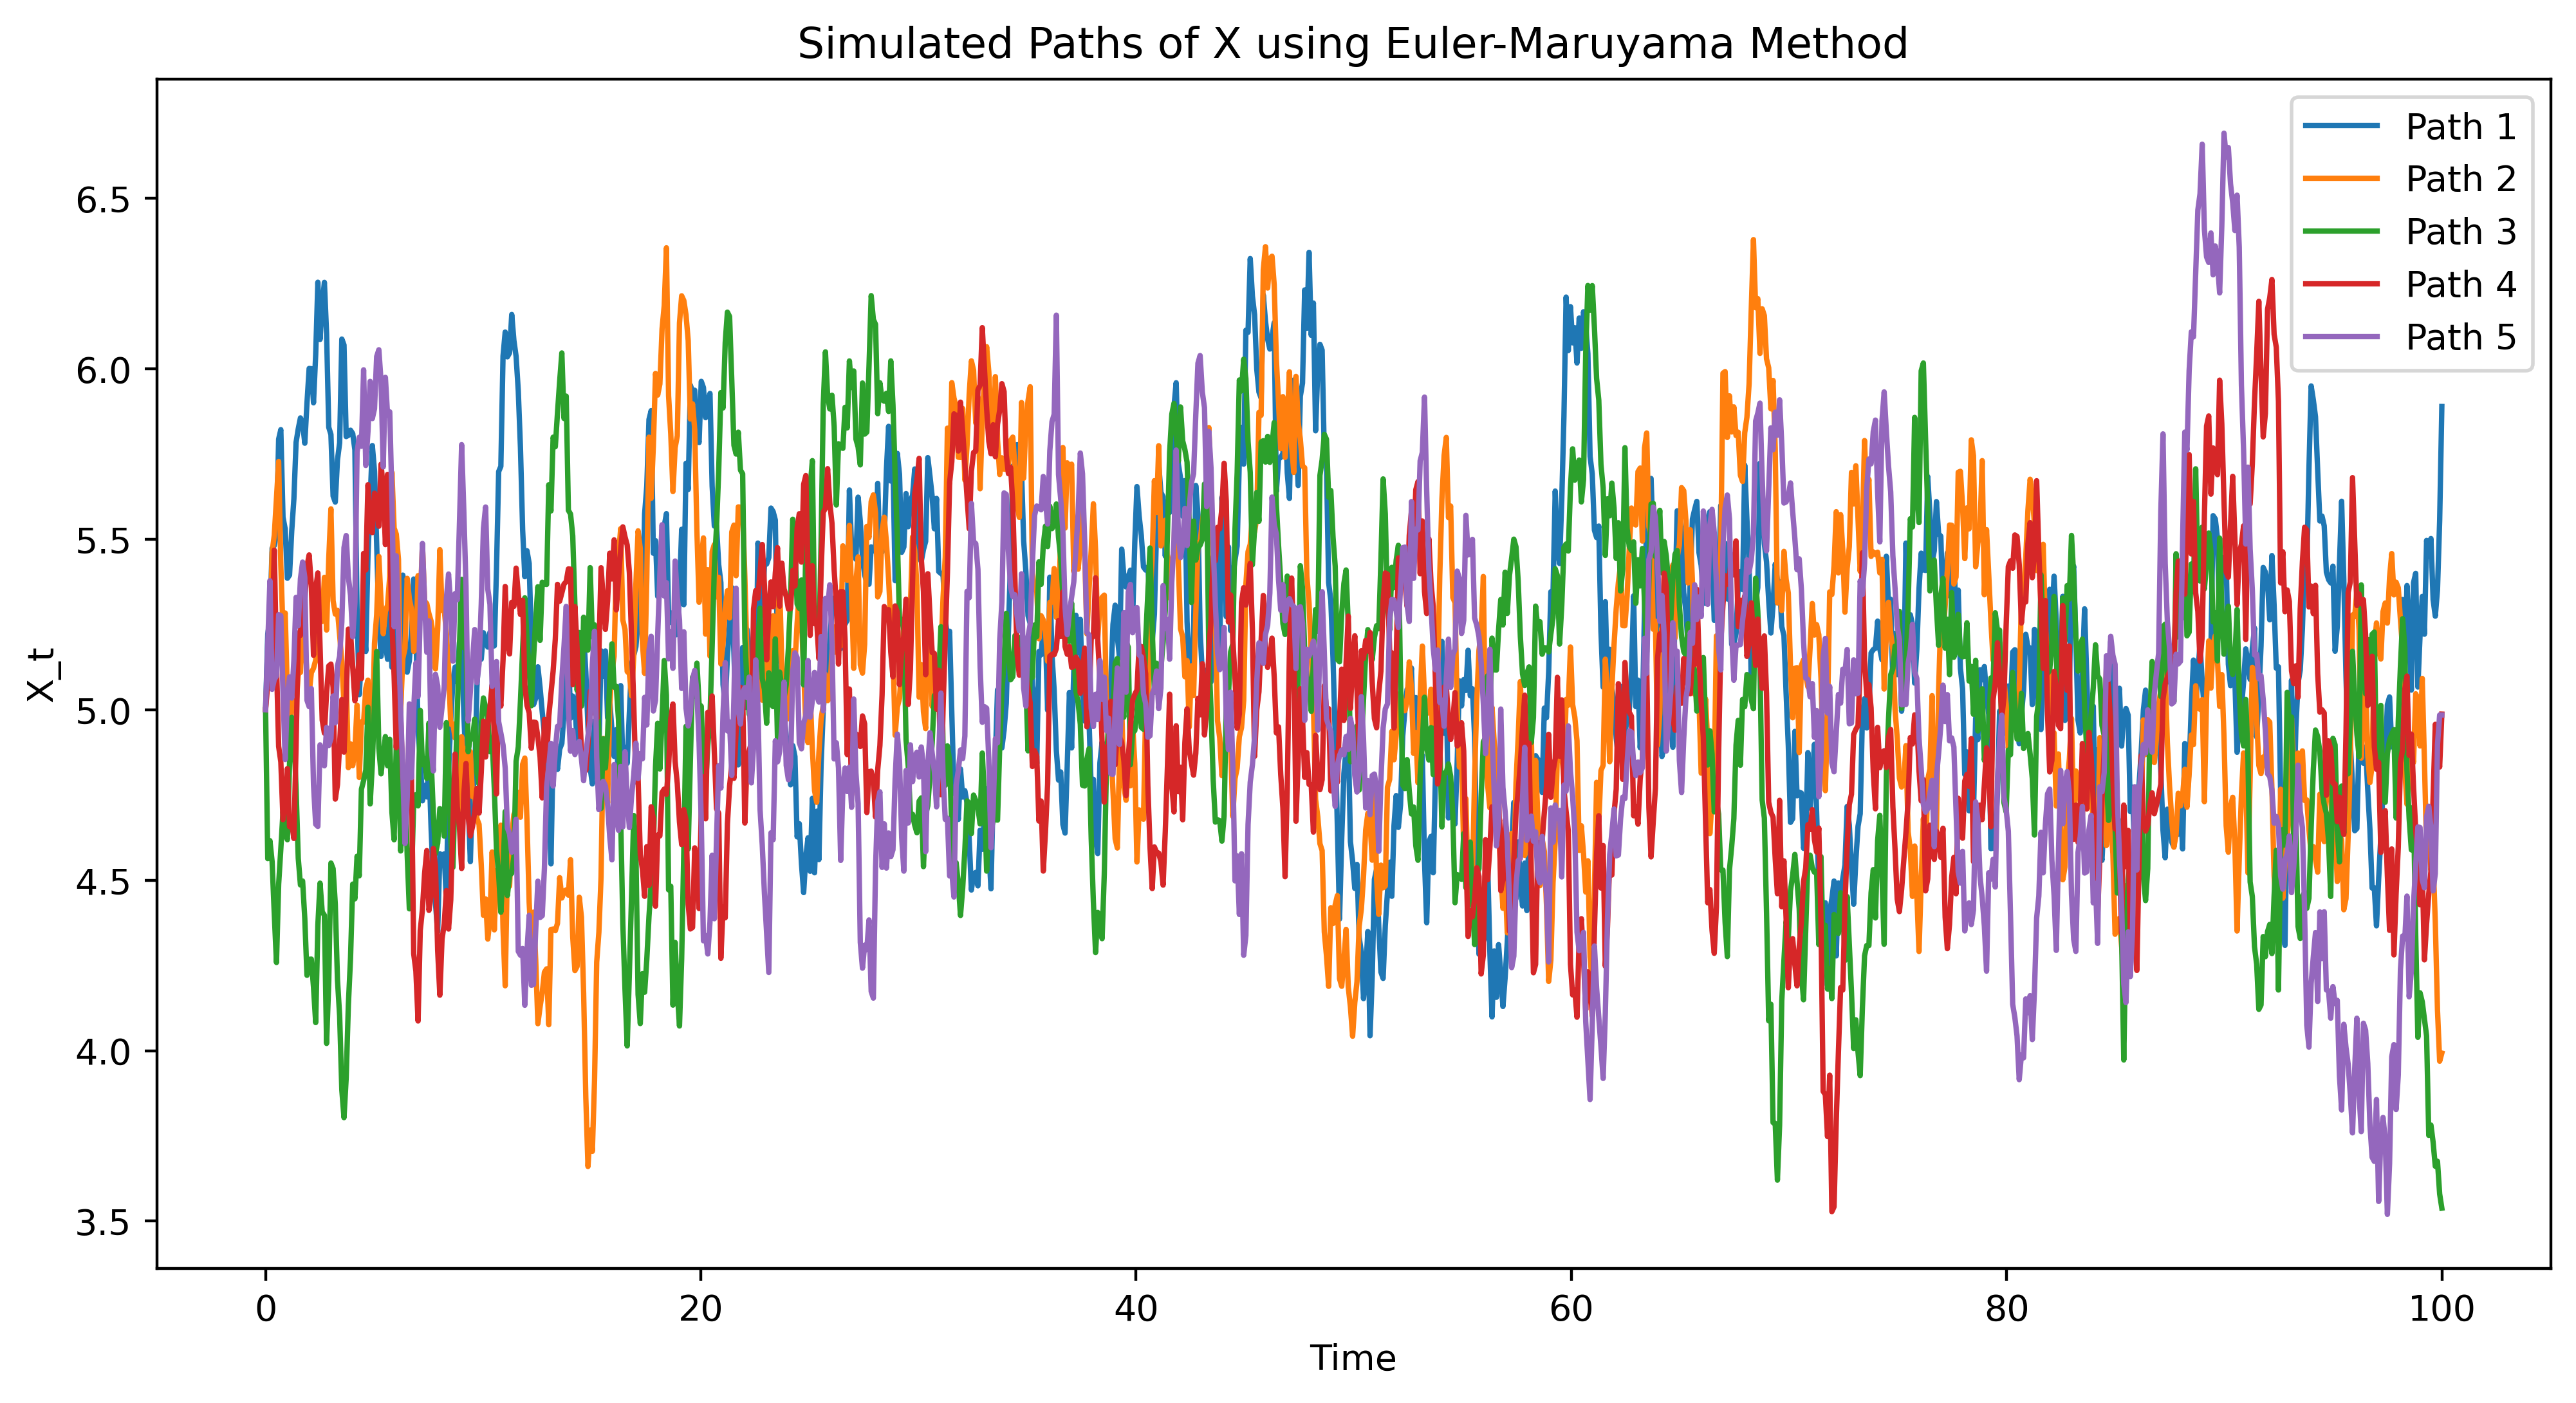 Simulated Paths of X using Euler-Maruyama Method
Path 1
Path 2
Path 3
Path 4
Path 5
6.5
6.0
5.5
5.0
4.5
4.0
3.5
X_t
0 20 40 60 80 100
Time